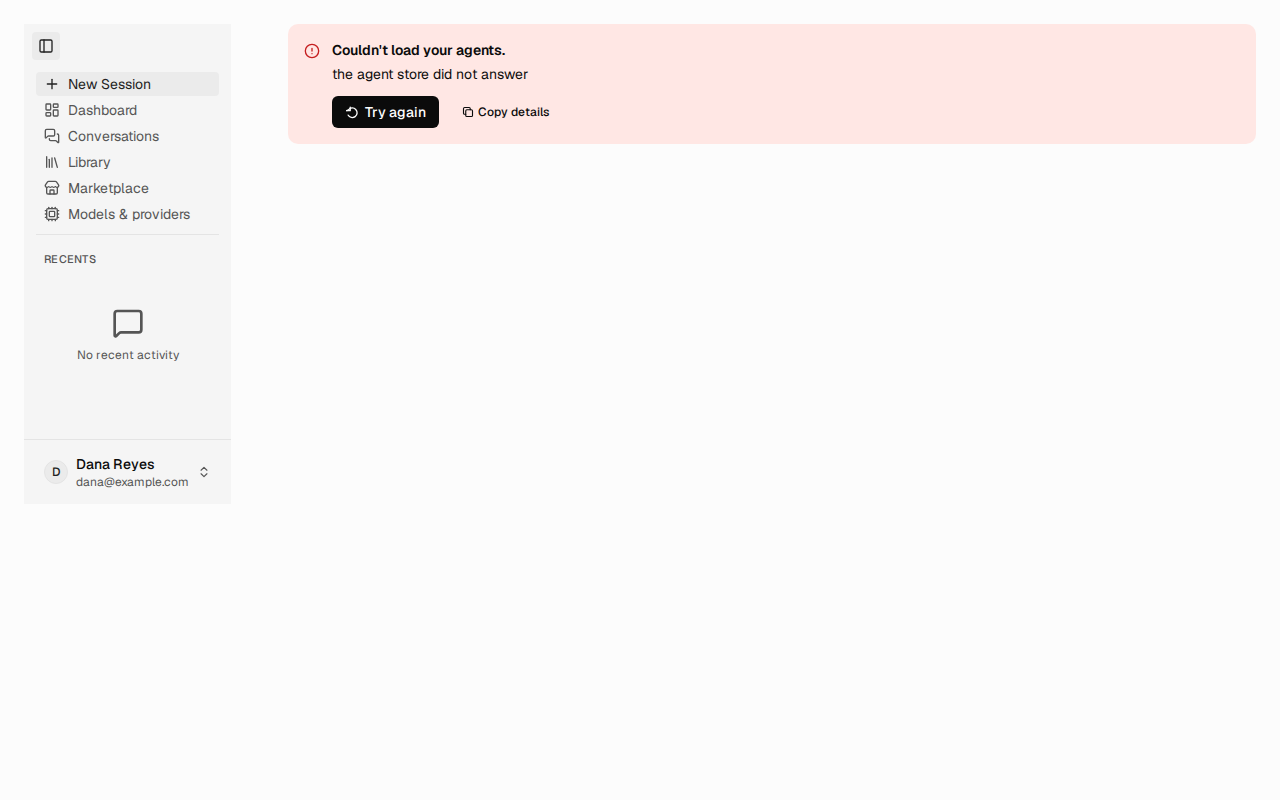 New Session
Dashboard
Conversations
Library
Marketplace
Models & providers
RECENTS
No recent activity
D
Dana Reyes
dana@example.com
Couldn't load your agents.
the agent store did not answer
Try again
Copy details